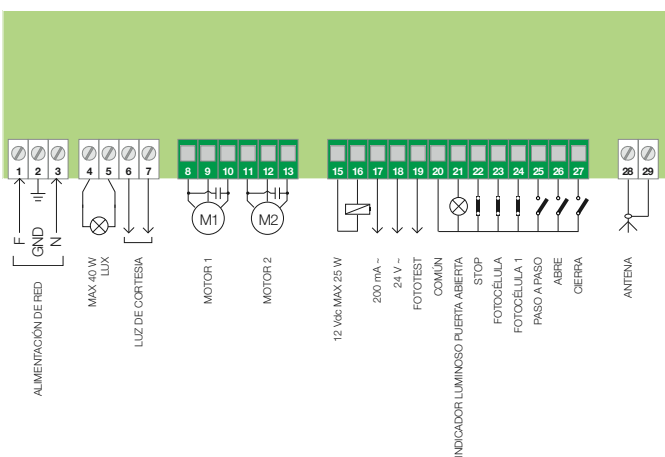 1 2 3 4 5 6 7 8 9 10 11 12 13 15 16 17 18 19 20 21 22 23 24 25 26 27 28 29
F
GND
N
M1
M2
ALIMENTACIÓN DE RED
MAX 40 W
LUX
LUZ DE CORTESIA
MOTOR 1
MOTOR 2
12 Vdc MAX 25 W
200 mA ~
24 V ~
FOTOTEST
COMÚN
INDICADOR LUMINOSO PUERTA ABIERTA
STOP
FOTOCÉLULA
FOTOCÉLULA 1
PASO A PASO
ABRE
CIERRA
ANTENA